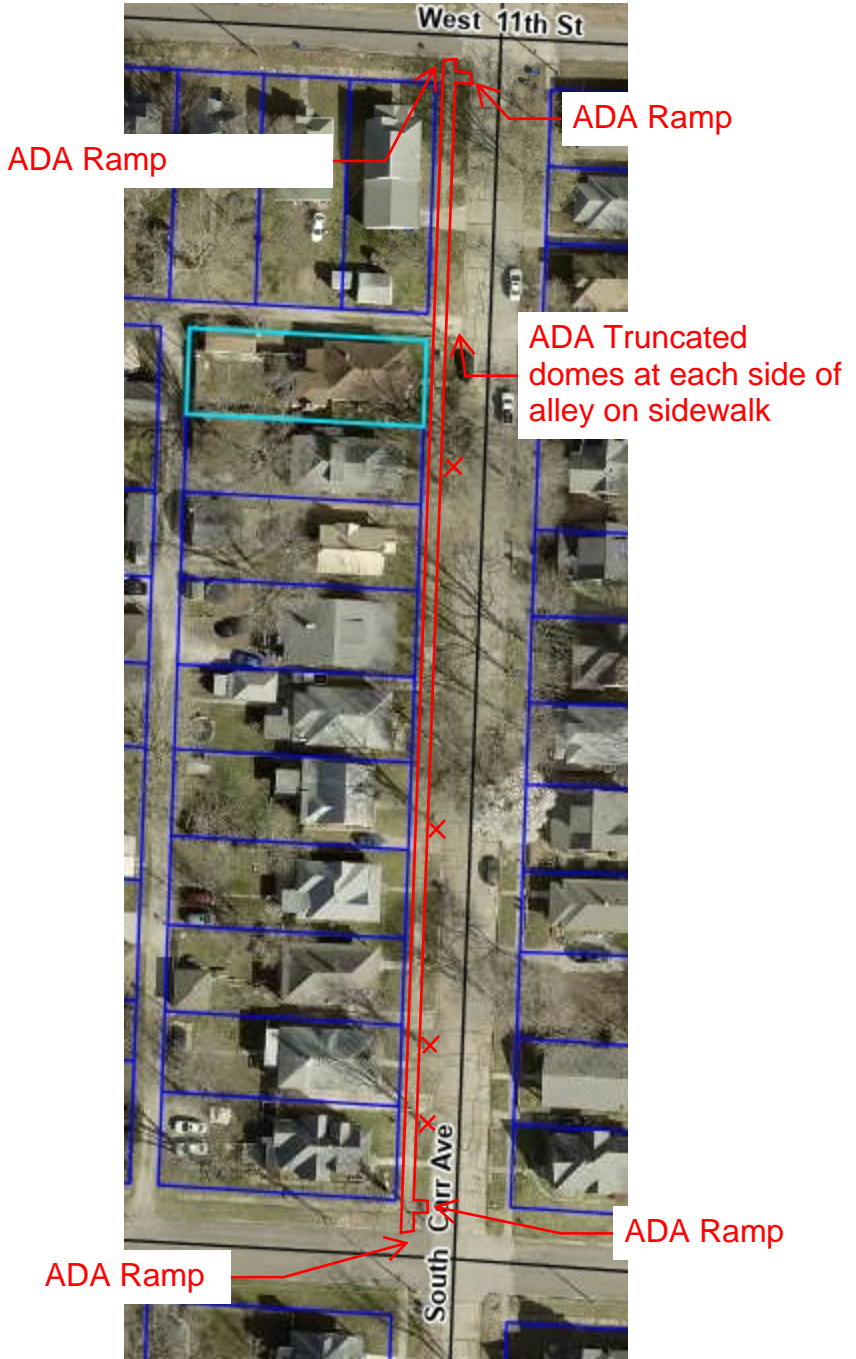 West 11th St
ADA Ramp
ADA Ramp
ADA Truncated
domes at each side of
alley on sidewalk
South Carr Ave
ADA Ramp
ADA Ramp